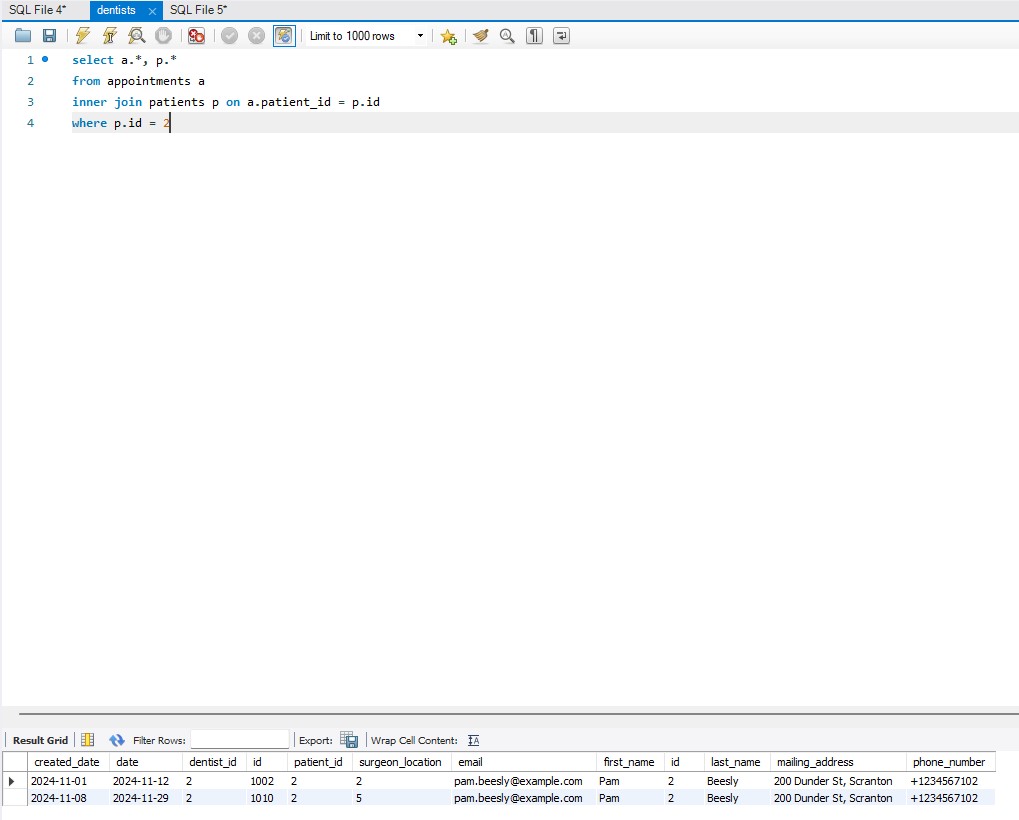 SQL File 4* dentists SQL File 5*
Limit to 1000 rows
1 select a.*, p.*
2 from appointments a
3 inner join patients p on a.patient_id = p.id
4 where p.id = 2
Result Grid Filter Rows: Export: Wrap Cell Content:
created_date date dentist_id id patient_id surgeon_location email first_name id last_name mailing_address phone_number
2024-11-01 2024-11-12 2 1002 2 2 pam.beesly@example.com Pam 2 Beesly 200 Dunder St, Scranton +1234567102
2024-11-08 2024-11-29 2 1010 2 5 pam.beesly@example.com Pam 2 Beesly 200 Dunder St, Scranton +1234567102